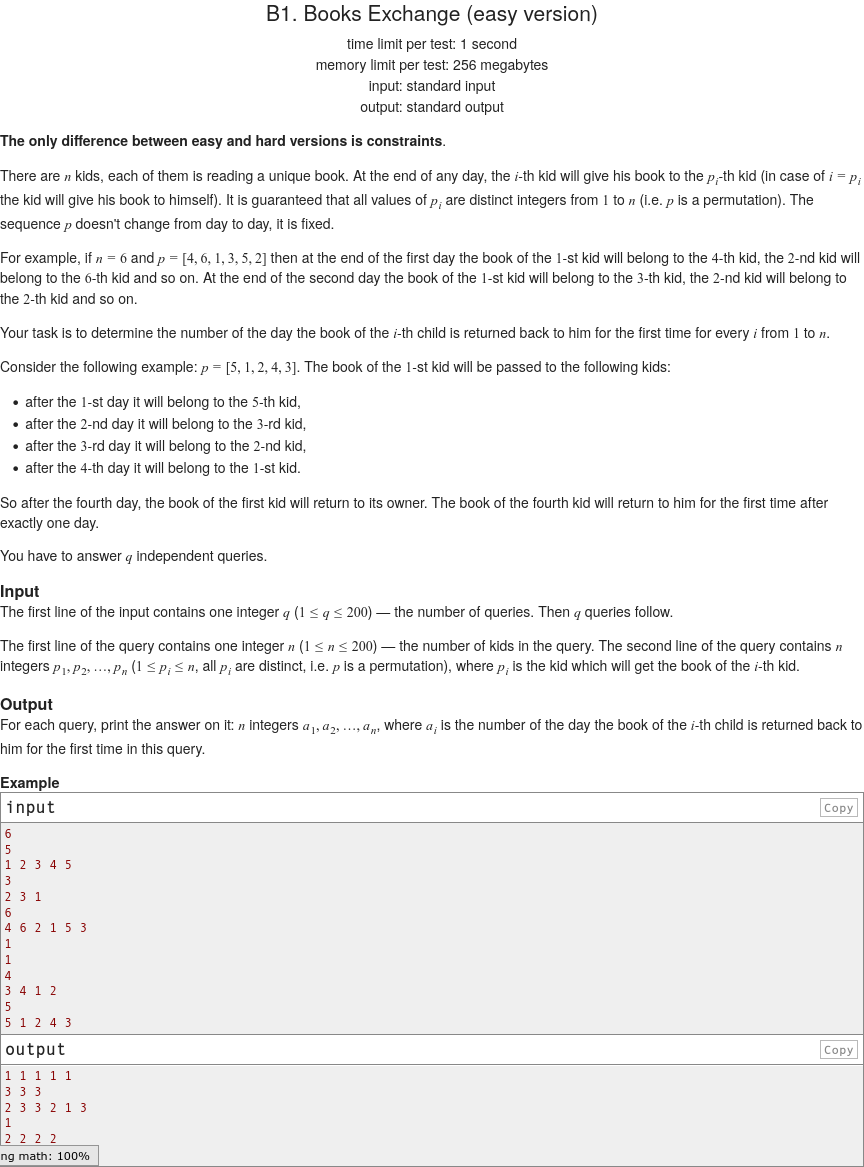 B1. Books Exchange (easy version)
time limit per test: 1 second
memory limit per test: 256 megabytes
input: standard input
output: standard output
The only difference between easy and hard versions is constraints.
There are n kids, each of them is reading a unique book. At the end of any day, the i-th kid will give his book to the p_i-th kid (in case of i = p_i
the kid will give his book to himself). It is guaranteed that all values of p_i are distinct integers from 1 to n (i.e. p is a permutation). The
sequence p doesn't change from day to day, it is fixed.
For example, if n = 6 and p = [4, 6, 1, 3, 5, 2] then at the end of the first day the book of the 1-st kid will belong to the 4-th kid, the 2-nd kid will
belong to the 6-th kid and so on. At the end of the second day the book of the 1-st kid will belong to the 3-th kid, the 2-nd kid will belong to
the 2-th kid and so on.
Your task is to determine the number of the day the book of the i-th child is returned back to him for the first time for every i from 1 to n.
Consider the following example: p = [5, 1, 2, 4, 3]. The book of the 1-st kid will be passed to the following kids:
• after the 1-st day it will belong to the 5-th kid,
• after the 2-nd day it will belong to the 3-rd kid,
• after the 3-rd day it will belong to the 2-nd kid,
• after the 4-th day it will belong to the 1-st kid.
So after the fourth day, the book of the first kid will return to its owner. The book of the fourth kid will return to him for the first time after
exactly one day.
You have to answer q independent queries.
Input
The first line of the input contains one integer q (1 ≤ q ≤ 200) — the number of queries. Then q queries follow.
The first line of the query contains one integer n (1 ≤ n ≤ 200) — the number of kids in the query. The second line of the query contains n
integers p_1, p_2, …, p_n (1 ≤ p_i ≤ n, all p_i are distinct, i.e. p is a permutation), where p_i is the kid which will get the book of the i-th kid.
Output
For each query, print the answer on it: n integers a_1, a_2, …, a_n, where a_i is the number of the day the book of the i-th child is returned back to
him for the first time in this query.
Example
input Copy
6
5
1 2 3 4 5
3
2 3 1
6
4 6 2 1 5 3
1
1
4
3 4 1 2
5
5 1 2 4 3
output Copy
1 1 1 1 1
3 3 3
2 3 3 2 1 3
1
2 2 2 2
ng math: 100%